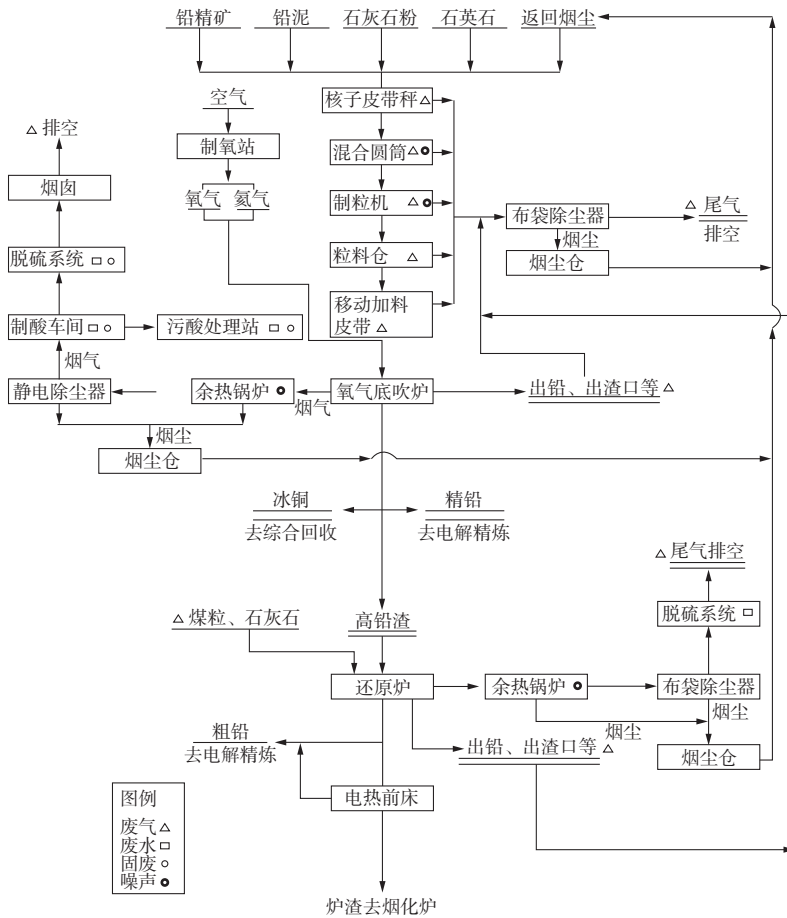 铅精矿
铅泥
石灰石粉
石英石
返回烟尘
空气
核子皮带秤
排空
制氧站
混合圆筒
烟囱
氧气
氮气
制粒机
布袋除尘器
尾气
排空
烟尘
脱硫系统
粒料仓
烟尘仓
移动加料
皮带
制酸车间
污酸处理站
烟气
静电除尘器
余热锅炉
烟气
氧气底吹炉
出铅、出渣口等
烟尘
烟尘仓
冰铜
去综合回收
精铅
去电解精炼
尾气排空
煤粒、石灰石
高铅渣
脱硫系统
还原炉
余热锅炉
布袋除尘器
烟尘
烟尘
粗铅
去电解精炼
出铅、出渣口等
烟尘仓
图例
废气
废水
固废
噪声
电热前床
炉渣去烟化炉